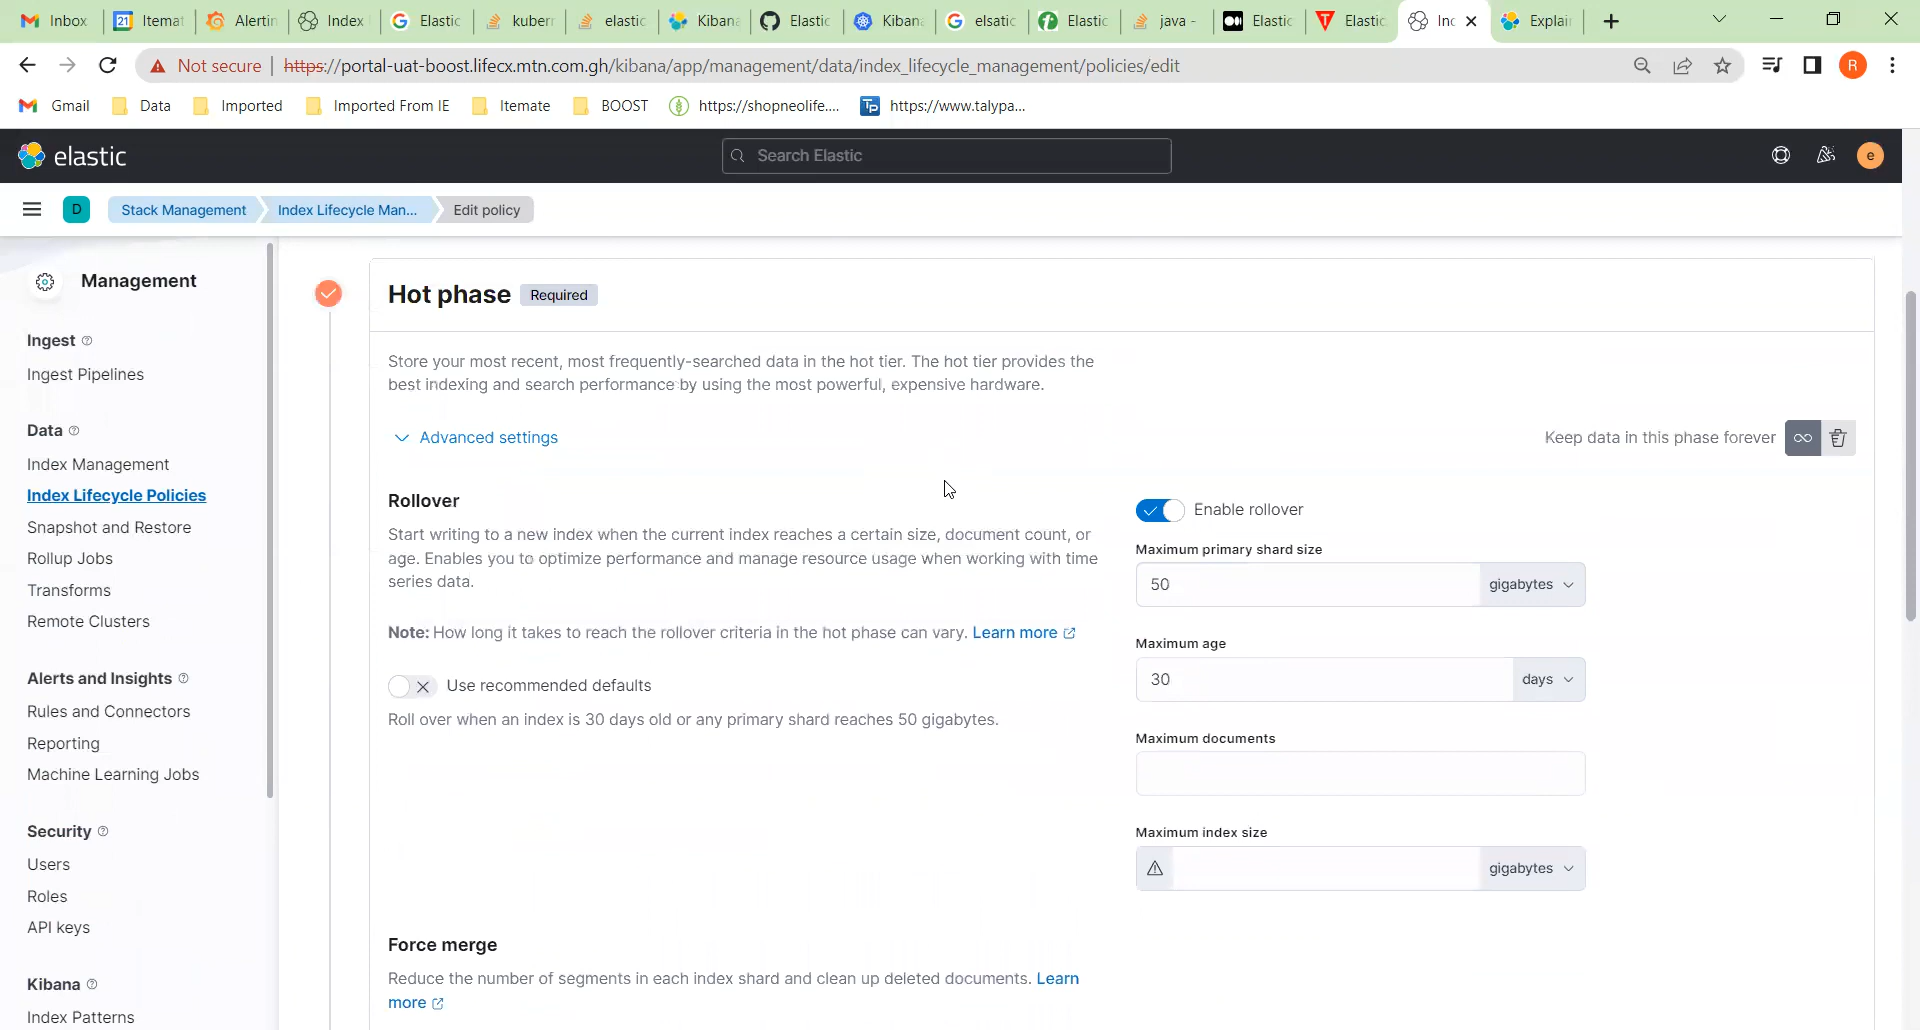 Inbox
Itemat
Alertin
Index
Elastic
kubern
elastic
Kibana
Elastic
Kibana
elsatic
Elastic
java -
Elastic
Elastic
Ind
Explain
Not secure | https://portal-uat-boost.lifecx.mtn.com.gh/kibana/app/management/data/index_lifecycle_management/policies/edit
R
Gmail
Data
Imported
Imported From IE
Itemate
BOOST
https://shopneolife....
https://www.talypa...
elastic
Search Elastic
e
D
Stack Management
Index Lifecycle Man...
Edit policy
Management
Ingest
Ingest Pipelines
Data
Index Management
Index Lifecycle Policies
Snapshot and Restore
Rollup Jobs
Transforms
Remote Clusters
Alerts and Insights
Rules and Connectors
Reporting
Machine Learning Jobs
Security
Users
Roles
API keys
Kibana
Index Patterns
Hot phase Required
Store your most recent, most frequently-searched data in the hot tier. The hot tier provides the
best indexing and search performance by using the most powerful, expensive hardware.
Advanced settings
Keep data in this phase forever
Rollover
Start writing to a new index when the current index reaches a certain size, document count, or
age. Enables you to optimize performance and manage resource usage when working with time
series data.
Note: How long it takes to reach the rollover criteria in the hot phase can vary. Learn more
Use recommended defaults
Roll over when an index is 30 days old or any primary shard reaches 50 gigabytes.
Enable rollover
Maximum primary shard size
50 gigabytes
Maximum age
30 days
Maximum documents
Maximum index size
gigabytes
Force merge
Reduce the number of segments in each index shard and clean up deleted documents. Learn
more